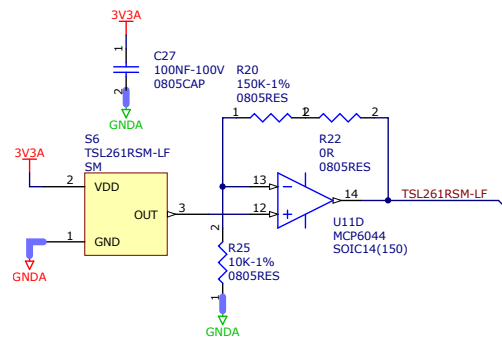 3V3A
1
C27
100NF-100V
0805CAP
2
GNDA
R20
150K-1%
0805RES
1
2
2
R22
0R
0805RES
S6
TSL261RSM-LF
SM
3V3A
2
VDD
OUT
3
1
GND
GNDA
13
12
14
TSL261RSM-LF
U11D
MCP6044
SOIC14(150)
2
R25
10K-1%
0805RES
1
GNDA